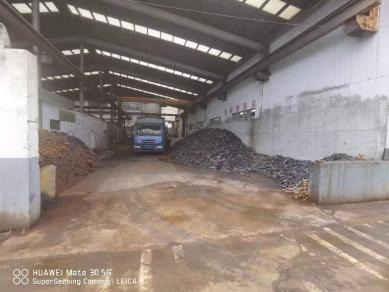 HUAWEI Mate 30 5G
SuperSensing Camera | LEICA